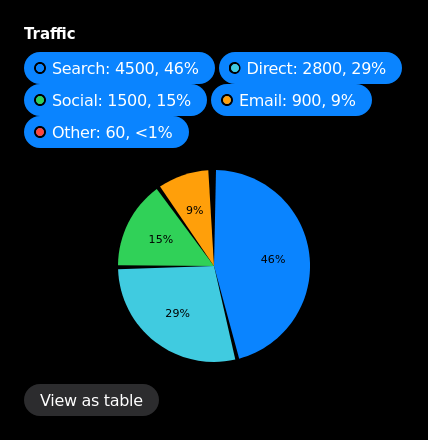 Traffic
Search: 4500, 46% Direct: 2800, 29%
Social: 1500, 15% Email: 900, 9%
Other: 60, <1%
9%
15%
46%
29%
View as table